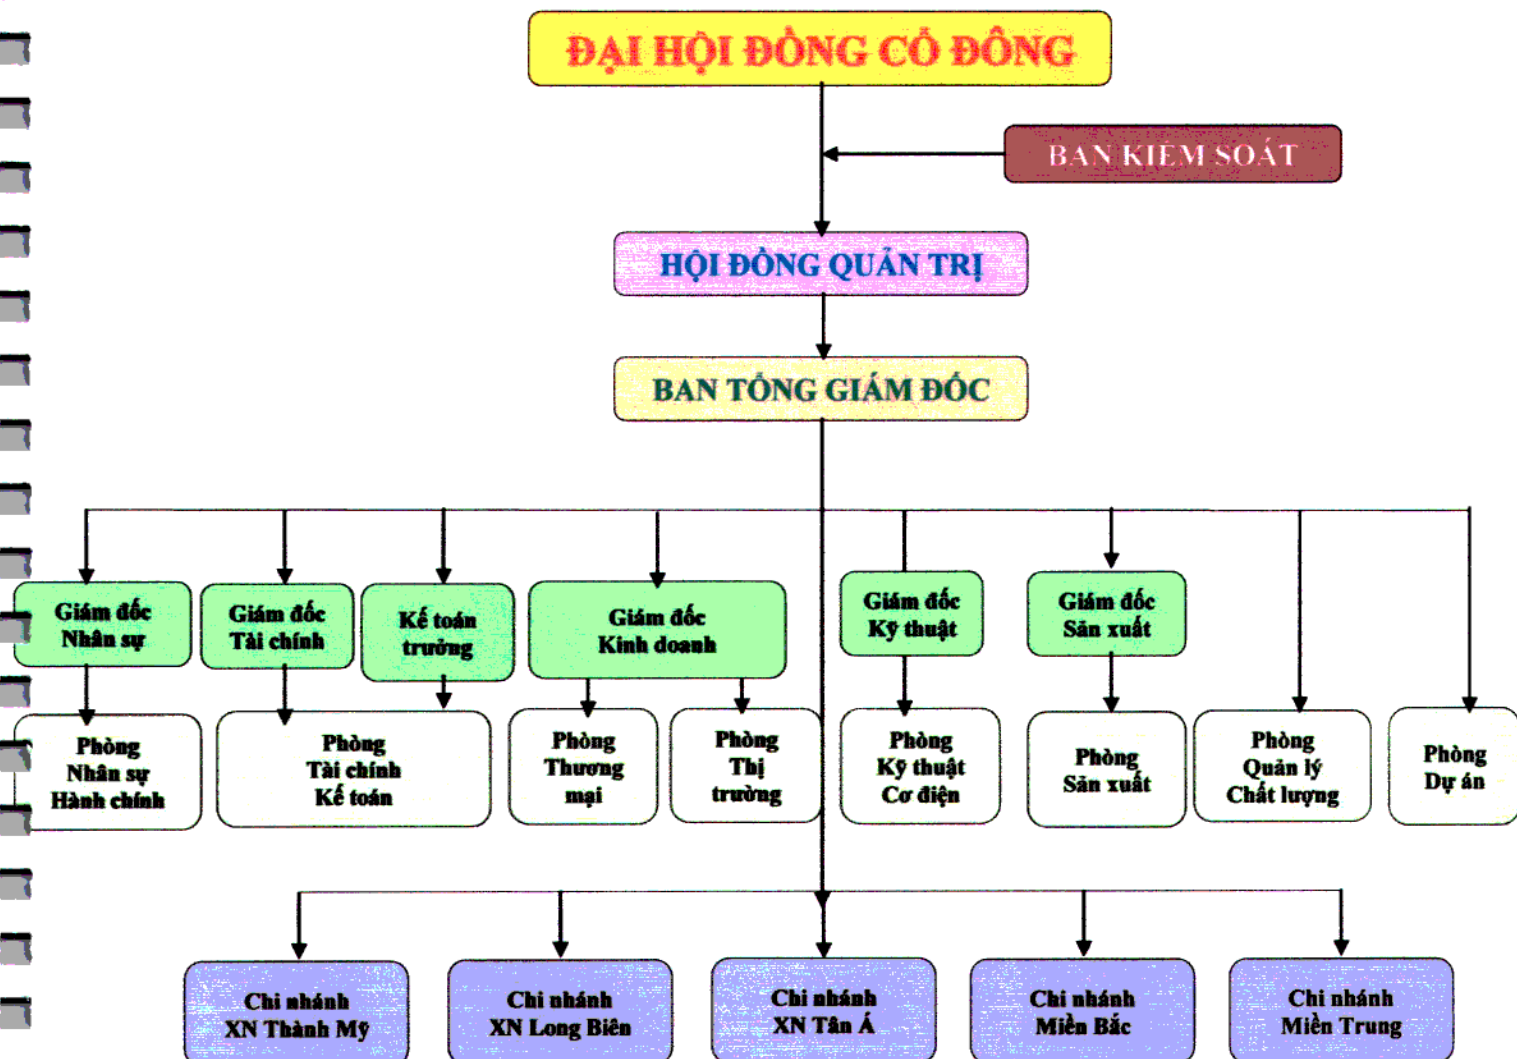 ĐẠI HỘI ĐỒNG CỔ ĐÔNG
BAN KIỂM SOÁT
HỘI ĐỒNG QUẢN TRỊ
BAN TỔNG GIÁM ĐỐC
Giám đốc
Nhân sự
Giám đốc
Tài chính
Kế toán
trưởng
Giám đốc
Kinh doanh
Giám đốc
Kỹ thuật
Giám đốc
Sản xuất
Phòng
Nhân sự
Hành chính
Phòng
Tài chính
Kế toán
Phòng
Thương
mại
Phòng
Thị
trường
Phòng
Kỹ thuật
Cơ điện
Phòng
Sản xuất
Phòng
Quản lý
Chất lượng
Phòng
Dự án
Chi nhánh
XN Thành Mỹ
Chi nhánh
XN Long Biên
Chi nhánh
XN Tân Á
Chi nhánh
Miền Bắc
Chi nhánh
Miền Trung